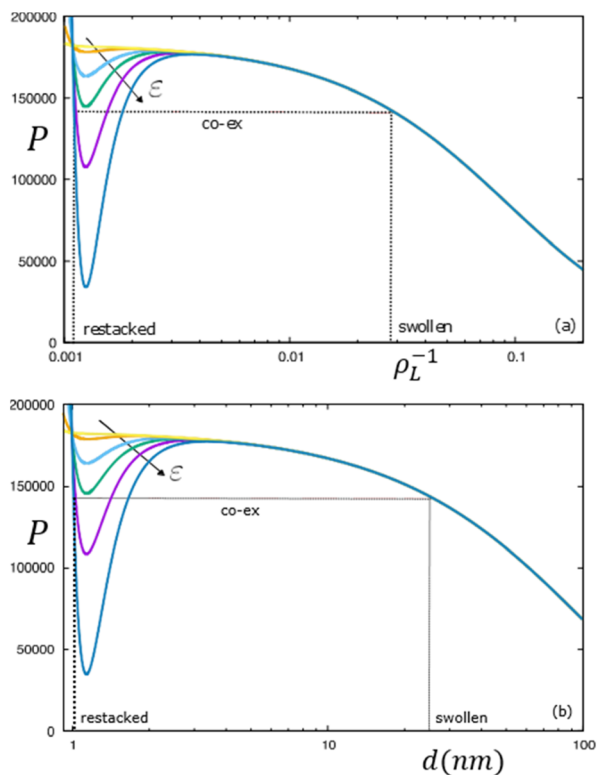 200000
150000
100000
50000
0
P
ε
co-ex
restacked
swollen
(a)
0.001
0.01
0.1
ρ_L^{-1}
200000
150000
100000
50000
0
P
ε
co-ex
restacked
swollen
(b)
1
10
100
d(nm)